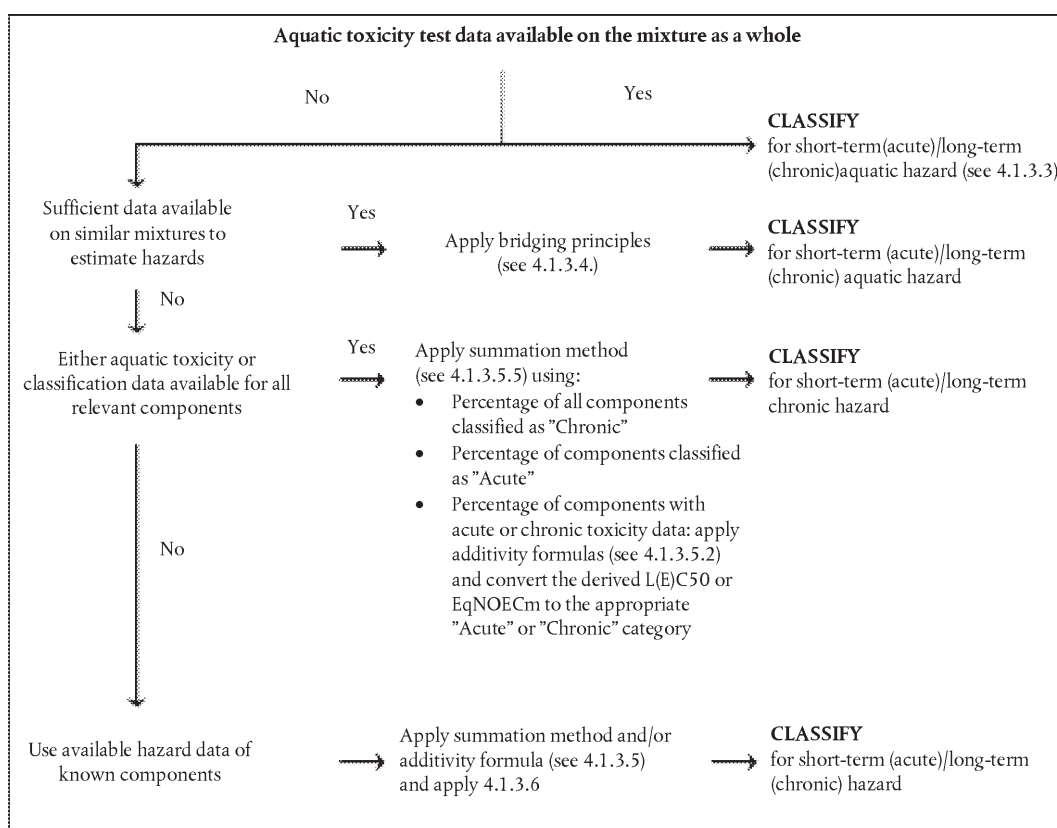 Aquatic toxicity test data available on the mixture as a whole
No
Yes
CLASSIFY
for short-term(acute)/long-term
(chronic)aquatic hazard (see 4.1.3.3)
Sufficient data available
on similar mixtures to
estimate hazards
Yes
Apply bridging principles
(see 4.1.3.4.)
CLASSIFY
for short-term (acute)/long-term
(chronic) aquatic hazard
No
Either aquatic toxicity or
classification data available for all
relevant components
Yes
Apply summation method
(see 4.1.3.5.5) using:
• Percentage of all components
classified as ”Chronic”
• Percentage of components classified
as ”Acute”
• Percentage of components with
acute or chronic toxicity data: apply
additivity formulas (see 4.1.3.5.2)
and convert the derived L(E)C50 or
EqNOECm to the appropriate
”Acute” or ”Chronic” category
CLASSIFY
for short-term (acute)/long-term
chronic hazard
No
Use available hazard data of
known components
Apply summation method and/or
additivity formula (see 4.1.3.5)
and apply 4.1.3.6
CLASSIFY
for short-term (acute)/long-term
(chronic) hazard